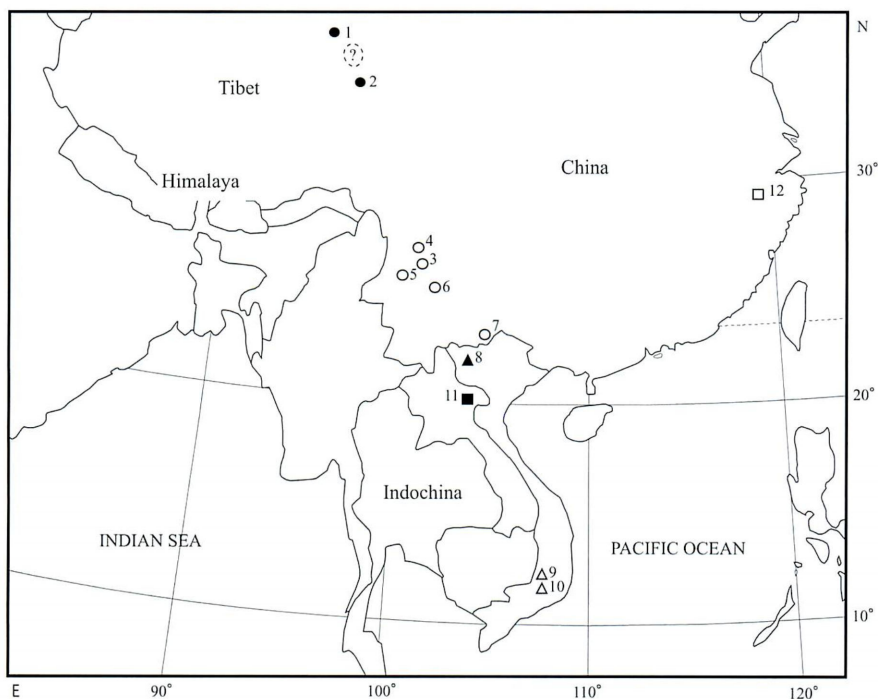 N
1
?
2
Tibet
China
30°
12
Himalaya
4
3
5
6
7
8
11
20°
Indochina
INDIAN SEA
PACIFIC OCEAN
9
10
10°
E
90°
100°
110°
120°